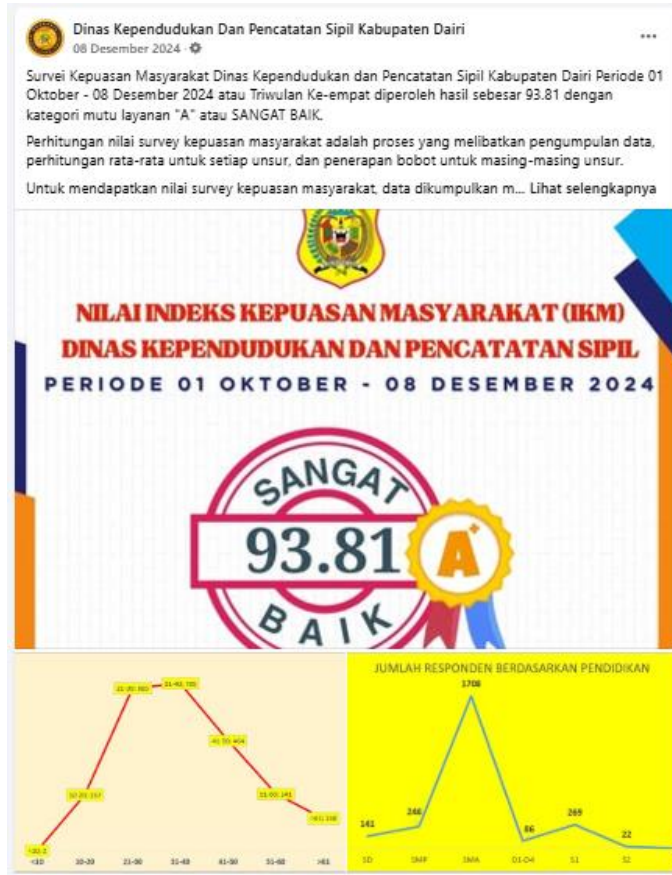 Dinas Kependudukan Dan Pencatatan Sipil Kabupaten Dairi
08 Desember 2024
Survei Kepuasan Masyarakat Dinas Kependudukan dan Pencatatan Sipil Kabupaten Dairi Periode 01
Oktober - 08 Desember 2024 atau Triwulan Ke-empat diperoleh hasil sebesar 93.81 dengan
kategori mutu layanan "A" atau SANGAT BAIK.
Perhitungan nilai survey kepuasan masyarakat adalah proses yang melibatkan pengumpulan data,
perhitungan rata-rata untuk setiap unsur, dan penerapan bobot untuk masing-masing unsur.
Untuk mendapatkan nilai survey kepuasan masyarakat, data dikumpulkan m... Lihat selengkapnya
NILAI INDEKS KEPUASAN MASYARAKAT (IKM)
DINAS KEPENDUDUKAN DAN PENCATATAN SIPIL
PERIODE 01 OKTOBER - 08 DESEMBER 2024
SANGAT
93.81
BAIK
A+
<10
10-20
21-30
31-40
41-50
51-60
>61
JUMLAH RESPONDEN BERDASARKAN PENDIDIKAN
1708
141
246
86
269
22
SD
SMP
SMA
D1-D4
S1
S2